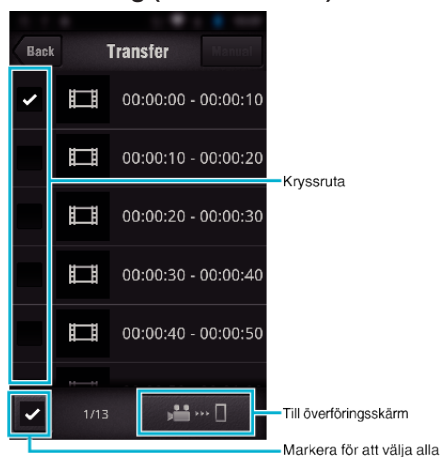 Back Transfer Manual
00:00:00 - 00:00:10
00:00:10 - 00:00:20
Kryssruta
00:00:20 - 00:00:30
00:00:30 - 00:00:40
00:00:40 - 00:00:50
1/13
Till överföringsskärm
Markera för att välja alla